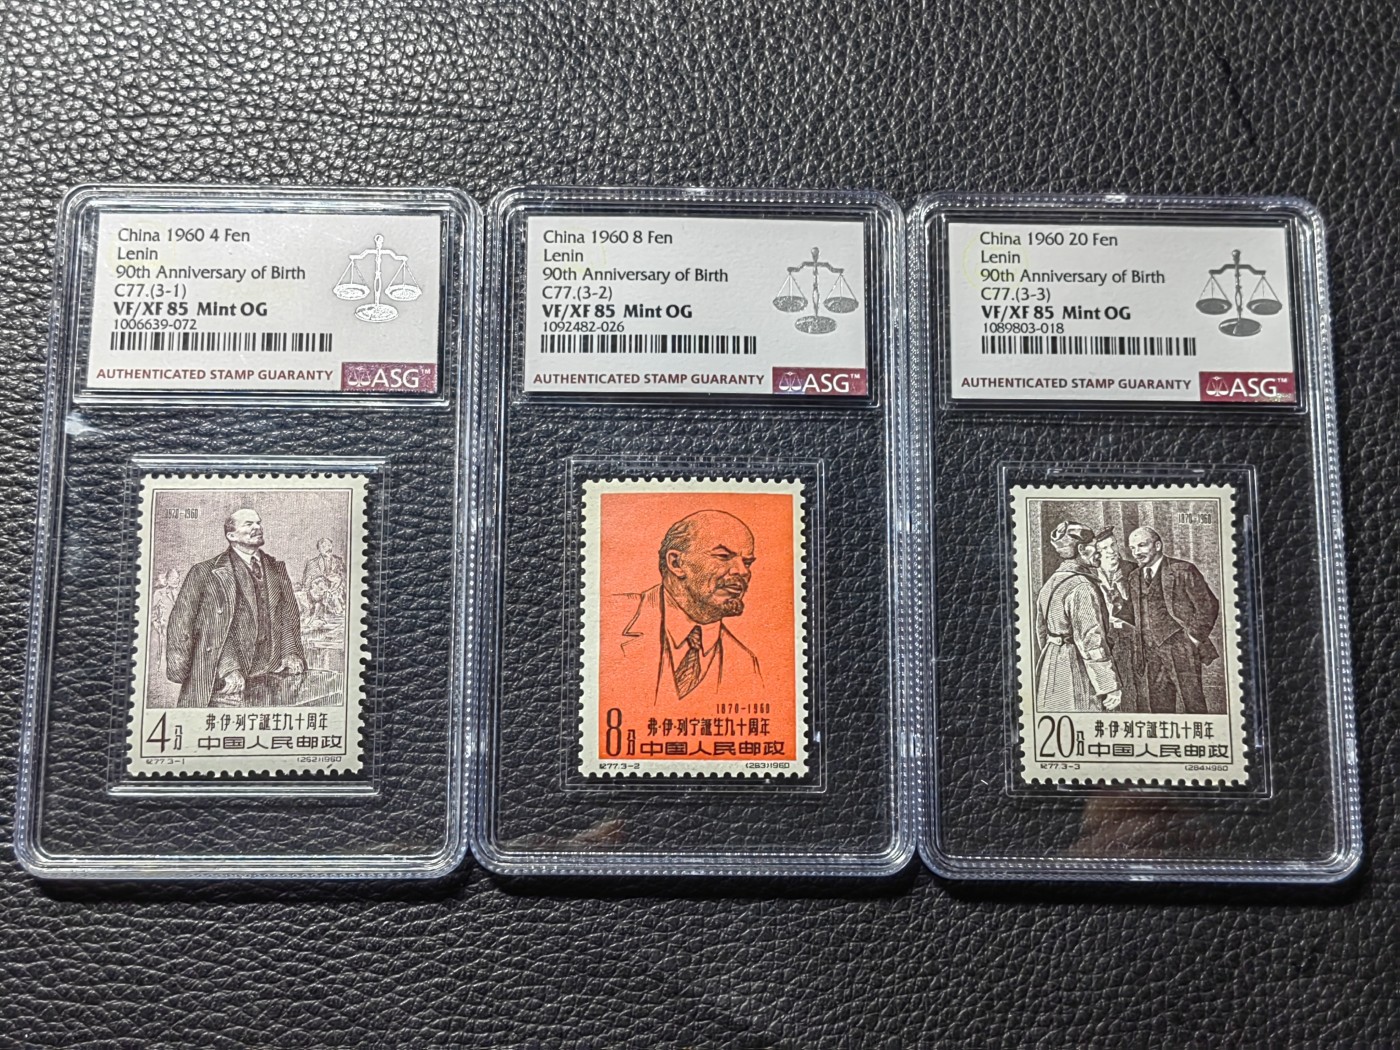 China 1960 4 Fen
Lenin
90th Anniversary of Birth
C77.(3-1)
VF/XF 85 Mint OG
1006639-072
AUTHENTICATED STAMP GUARANTY ASG™
1870-1960
4分
弗·伊·列宁誕生九十周年
中国人民邮政
纪77.3-1 (262)1960
China 1960 8 Fen
Lenin
90th Anniversary of Birth
C77.(3-2)
VF/XF 85 Mint OG
1092482-026
AUTHENTICATED STAMP GUARANTY ASG™
1870-1960
8分
弗·伊·列宁誕生九十周年
中国人民邮政
纪77.3-2 (263)1960
China 1960 20 Fen
Lenin
90th Anniversary of Birth
C77.(3-3)
VF/XF 85 Mint OG
1089803-018
AUTHENTICATED STAMP GUARANTY ASG™
1870-1960
20分
弗·伊·列宁誕生九十周年
中国人民邮政
纪77.3-3 (264)1960